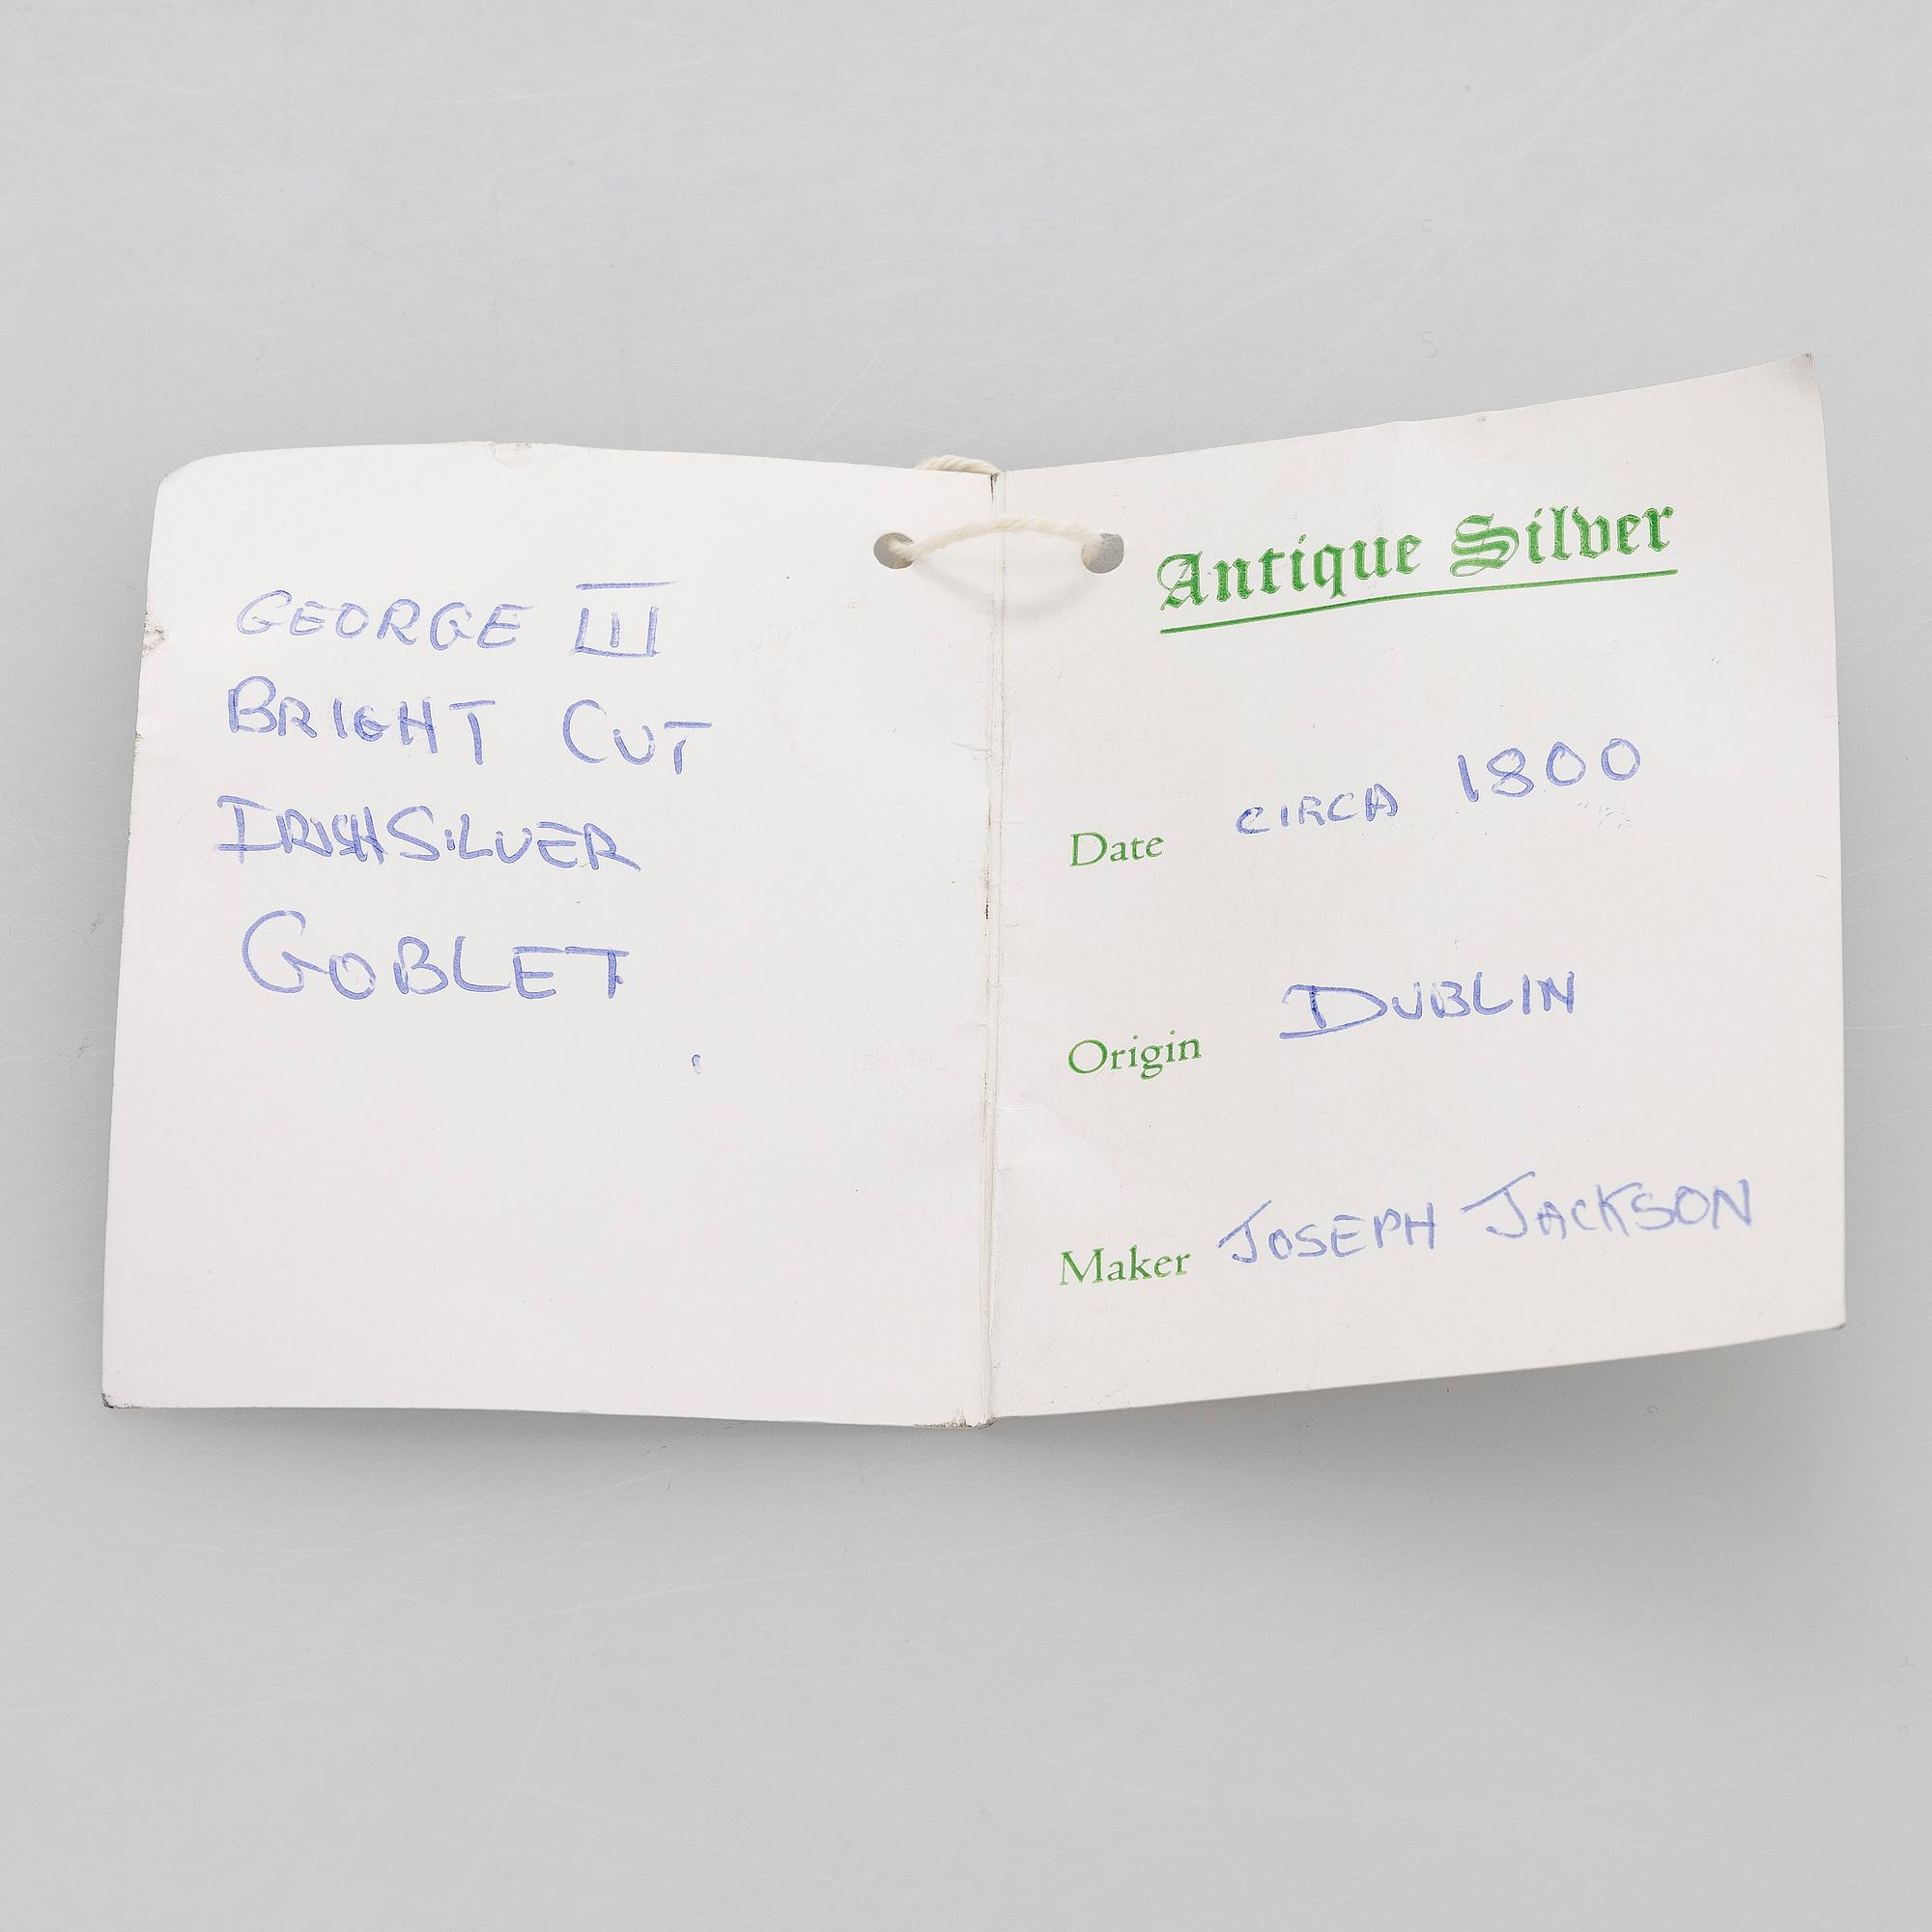 GEORGE III
BRIGHT CUT
IRISH SILVER
GOBLET
Antique Silver
Date CIRCA 1800
Origin DUBLIN
Maker JOSEPH JACKSON